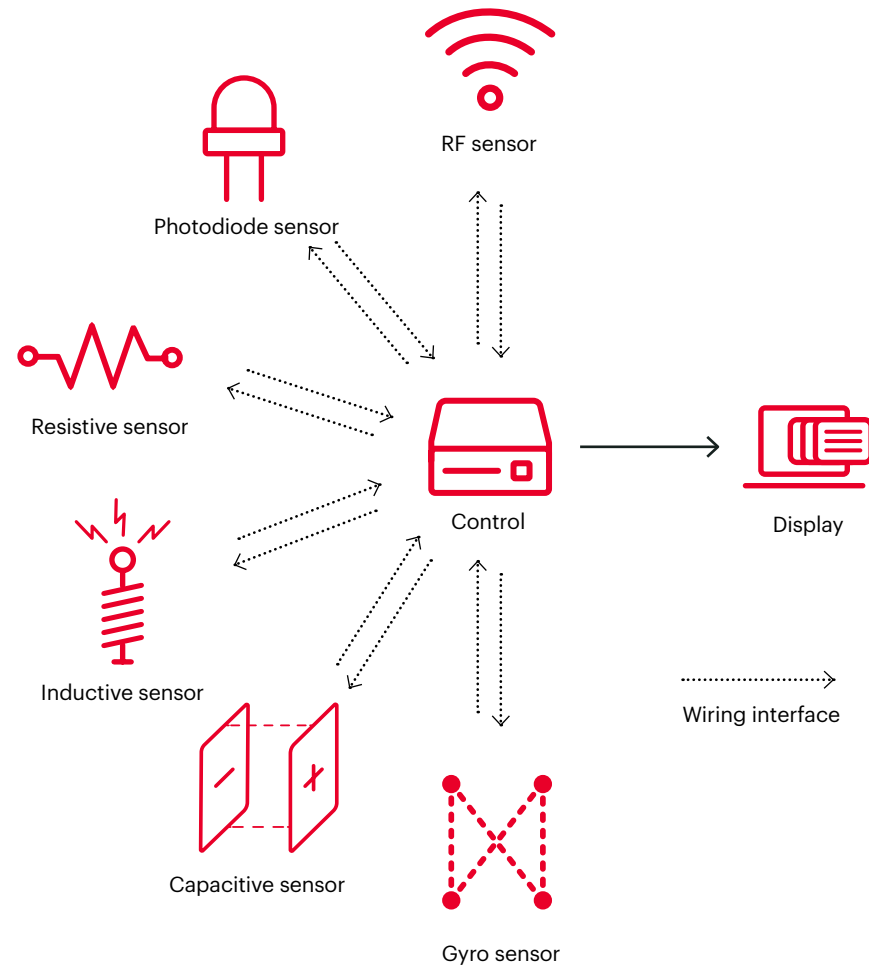 RF sensor
Photodiode sensor
Resistive sensor
Control
Display
Inductive sensor
Wiring interface
Capacitive sensor
Gyro sensor